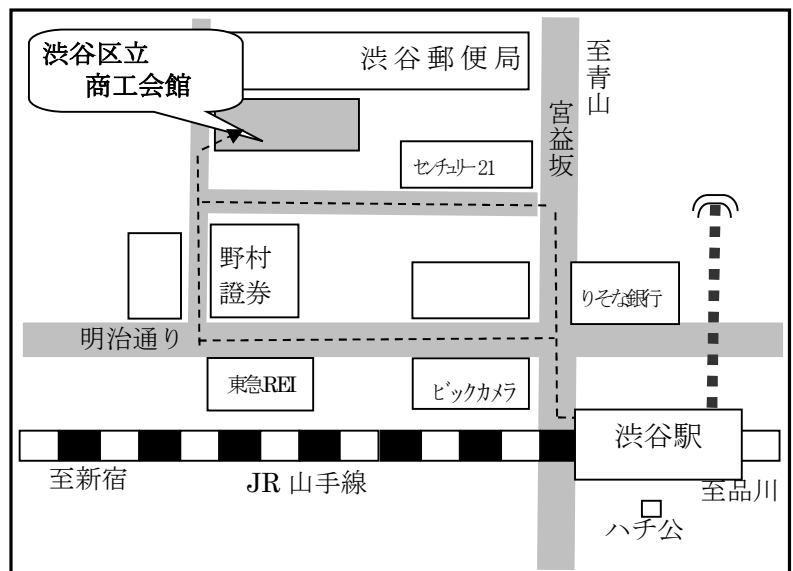 渋谷区立
商工会館
渋谷郵便局
至青山
宮益坂
センチュリー21
野村
證券
りそな銀行
明治通り
東急REI
ビックカメラ
渋谷駅
至新宿
JR 山手線
至品川
ハチ公